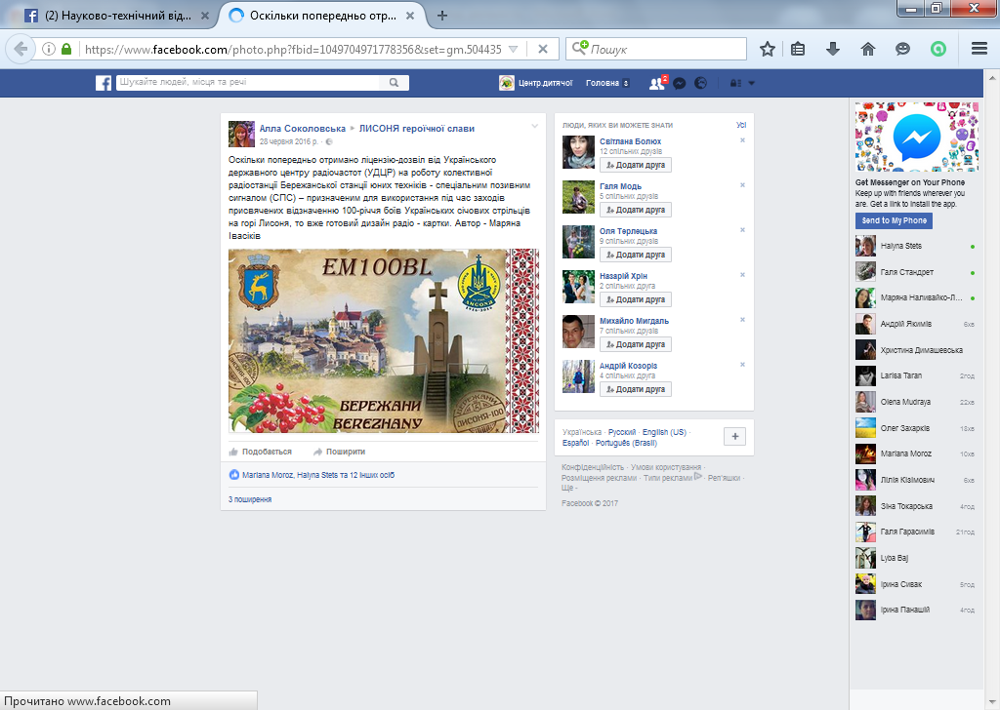 (2) Науково-технічний від...
Оскільки попередньо отр...
https://www.facebook.com/photo.php?fbid=1049704971778356&set=gm.504435
Пошук
Шукайте людей, місця та речі
Центр.дитячої
Головна 3
2
Алла Соколовська ▸ ЛИСОНЯ героїчної слави
28 червня 2016 р. ·
Оскільки попередньо отримано ліцензію-дозвіл від Українського
державного центру радіочастот (УДЦР) на роботу колективної
радіостанції Бережанської станції юних техніків - спеціальним позивним
сигналом (СПС) – призначеним для використання під час заходів
присвячених відзначенню 100-річчя боїв Українських січових стрільців
на горі Лисоня, то вже готовий дизайн радіо - картки. Автор - Маряна
Івасіків
EM100BL
ЛИСОНЯ
1916-2016
БЕРЕЖАНИ
BEREZHANY
БЕРЕЖАНИ
ЛИСОНЯ-100
Подобається
Поширити
Mariana Moroz, Halyna Stets та 12 інших осіб
3 поширення
ЛЮДИ, ЯКИХ ВИ МОЖЕТЕ ЗНАТИ
Усі
Світлана Болюх
12 спільних друзів
Додати друга
Галя Модь
5 спільних друзів
Додати друга
Оля Терлецька
9 спільних друзів
Додати друга
Назарій Хрін
2 спільних друга
Додати друга
Михайло Мигдаль
7 спільних друзів
Додати друга
Андрій Козоріз
4 спільних друга
Додати друга
Українська · Русский · English (US) ·
Español · Português (Brasil)
Конфіденційність · Умови користування ·
Розміщення реклами · Типи реклами · Реп'яшки ·
Ще
Facebook © 2017
Get Messenger on Your Phone
Keep up with friends wherever you
are. Get a link to install the app.
Send to My Phone
Halyna Stets
Галя Стандрет
Маряна Наливайко-Л...
Андрій Якимів 6хв
Христина Димашевська
Larisa Taran 2год
Olena Mudraya 22хв
Олег Захарків 13хв
Mariana Moroz 10хв
Лілія Кізімович 6хв
Зіна Токарська 4год
Галя Гарасимів 21год
Lyba Baj
Ірина Сивак 5год
Ірина Панашій 4год
Прочитано www.facebook.com